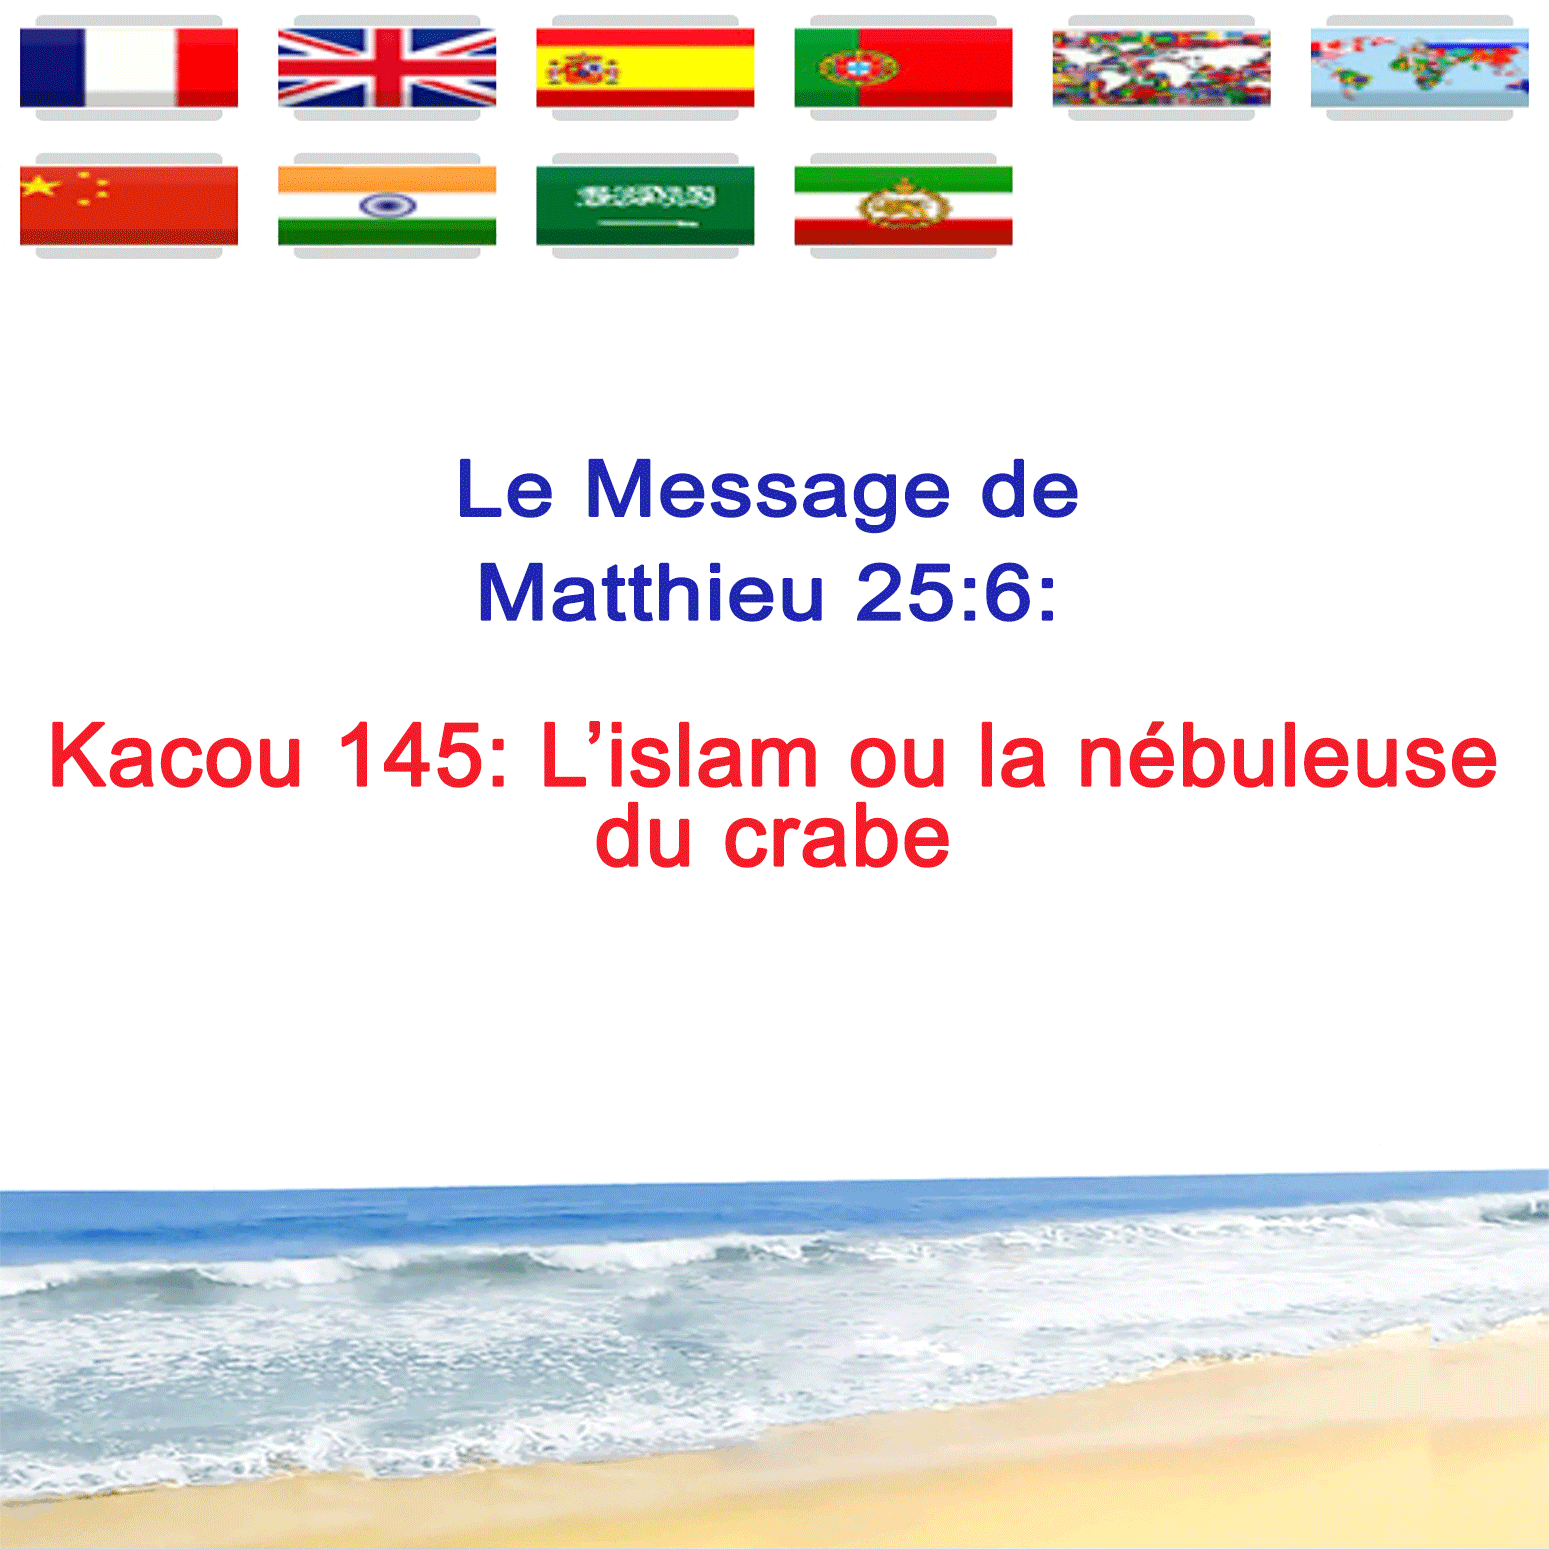 Le Message de
Matthieu 25:6:
Kacou 145: L’islam ou la nébuleuse
du crabe